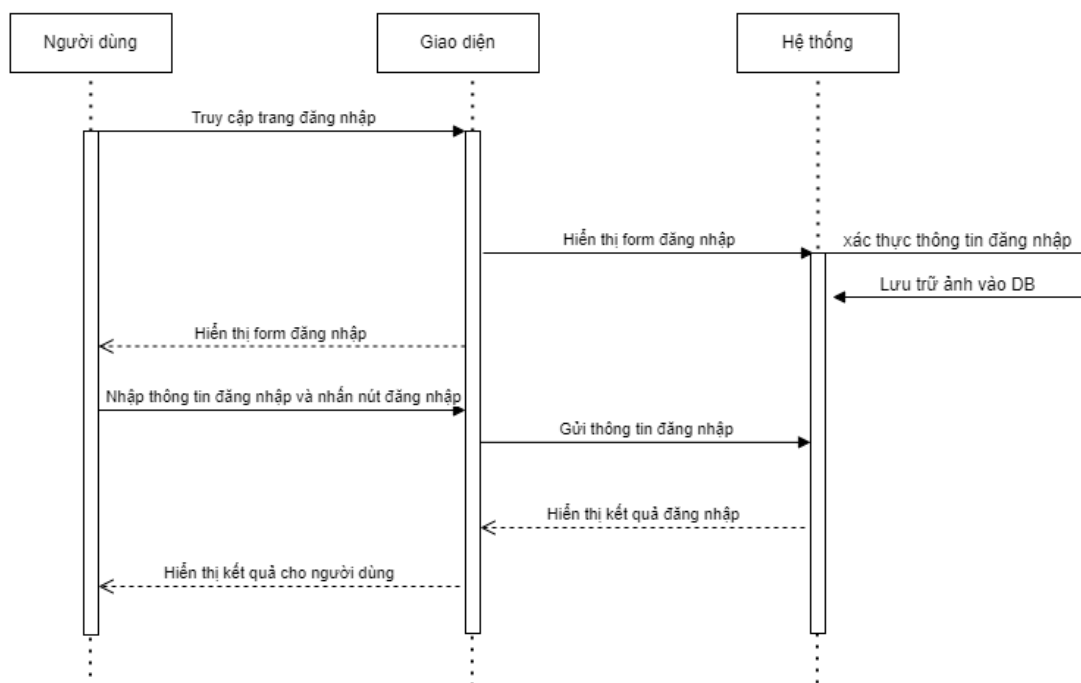 Người dùng
Giao diện
Hệ thống
Truy cập trang đăng nhập
Hiển thị form đăng nhập
xác thực thông tin đăng nhập
Lưu trữ ảnh vào DB
Hiển thị form đăng nhập
Nhập thông tin đăng nhập và nhấn nút đăng nhập
Gửi thông tin đăng nhập
Hiển thị kết quả đăng nhập
Hiển thị kết quả cho người dùng